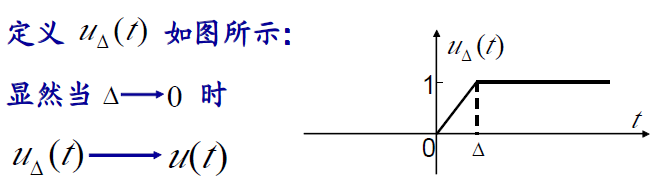 定义 u_Δ(t) 如图所示:
显然当 Δ→0 时
u_Δ(t)→u(t)
u_Δ(t)
1
t
0
Δ